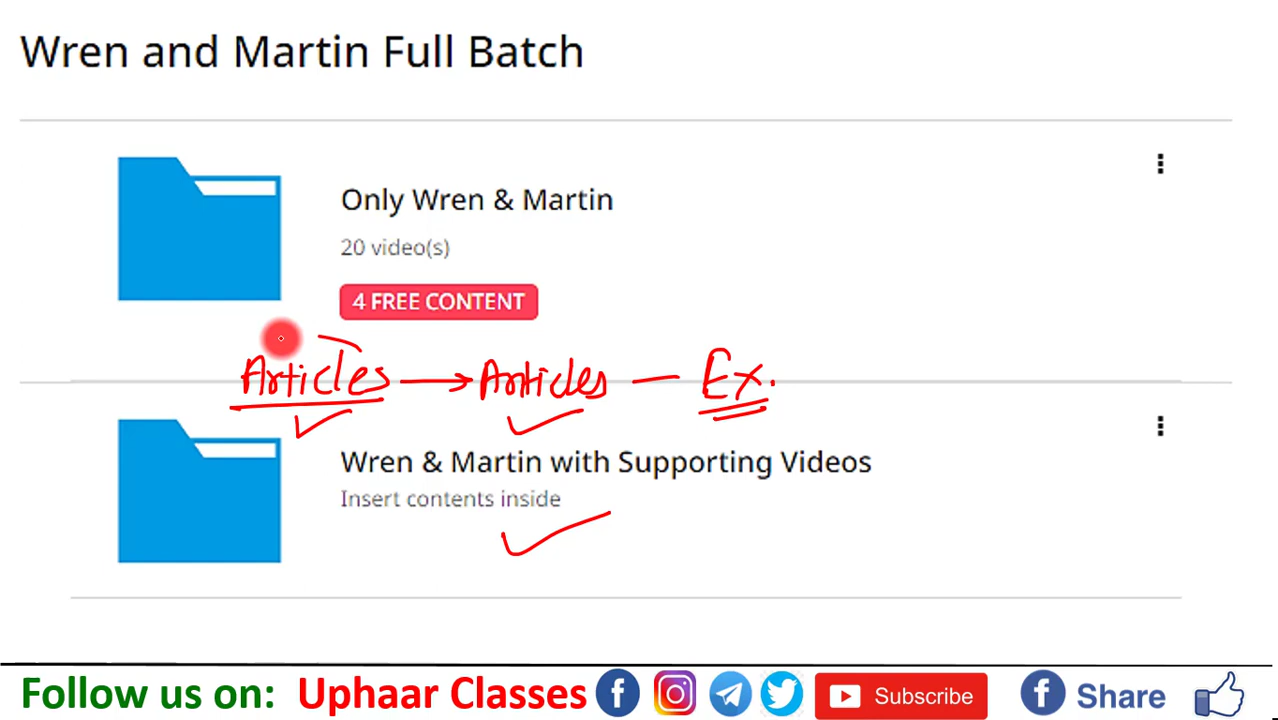 Wren and Martin Full Batch
Only Wren & Martin
20 video(s)
4 FREE CONTENT
Articles → Articles — Ex.
Wren & Martin with Supporting Videos
Insert contents inside
Follow us on: Uphaar Classes Subscribe Share